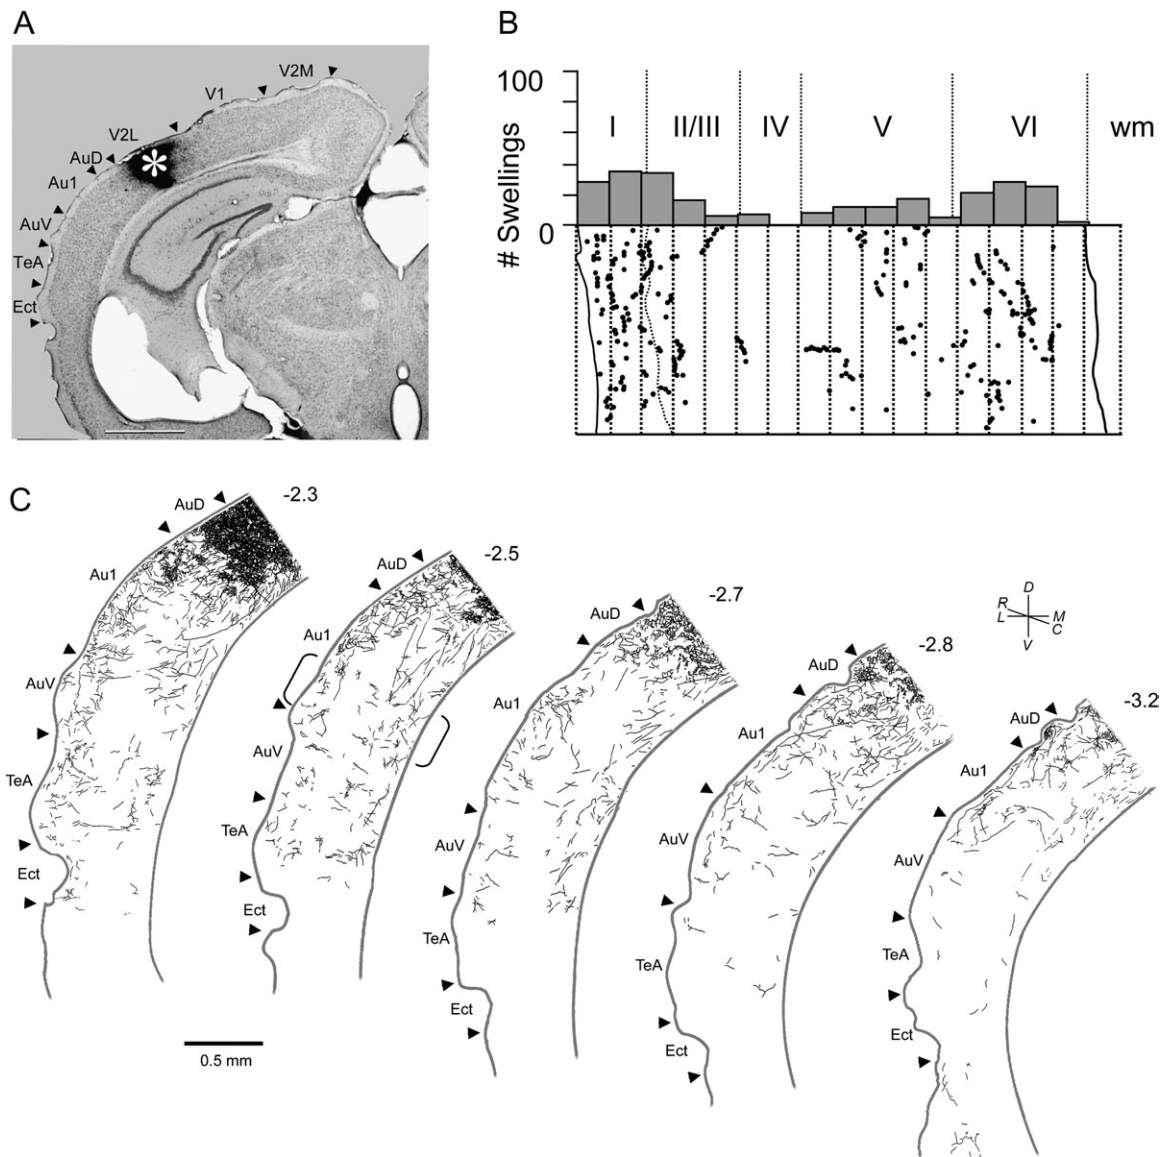 A
V2M
V1
V2L
AuD
Au1
AuV
TeA
Ect
*
B
100
0
# Swellings
I
II/III
IV
V
VI
wm
C
-2.3
AuD
Au1
AuV
TeA
Ect
-2.5
AuD
Au1
AuV
TeA
Ect
-2.7
AuD
Au1
AuV
TeA
Ect
-2.8
AuD
Au1
AuV
TeA
Ect
-3.2
AuD
Au1
AuV
TeA
Ect
D
R
L
M
C
V
0.5 mm